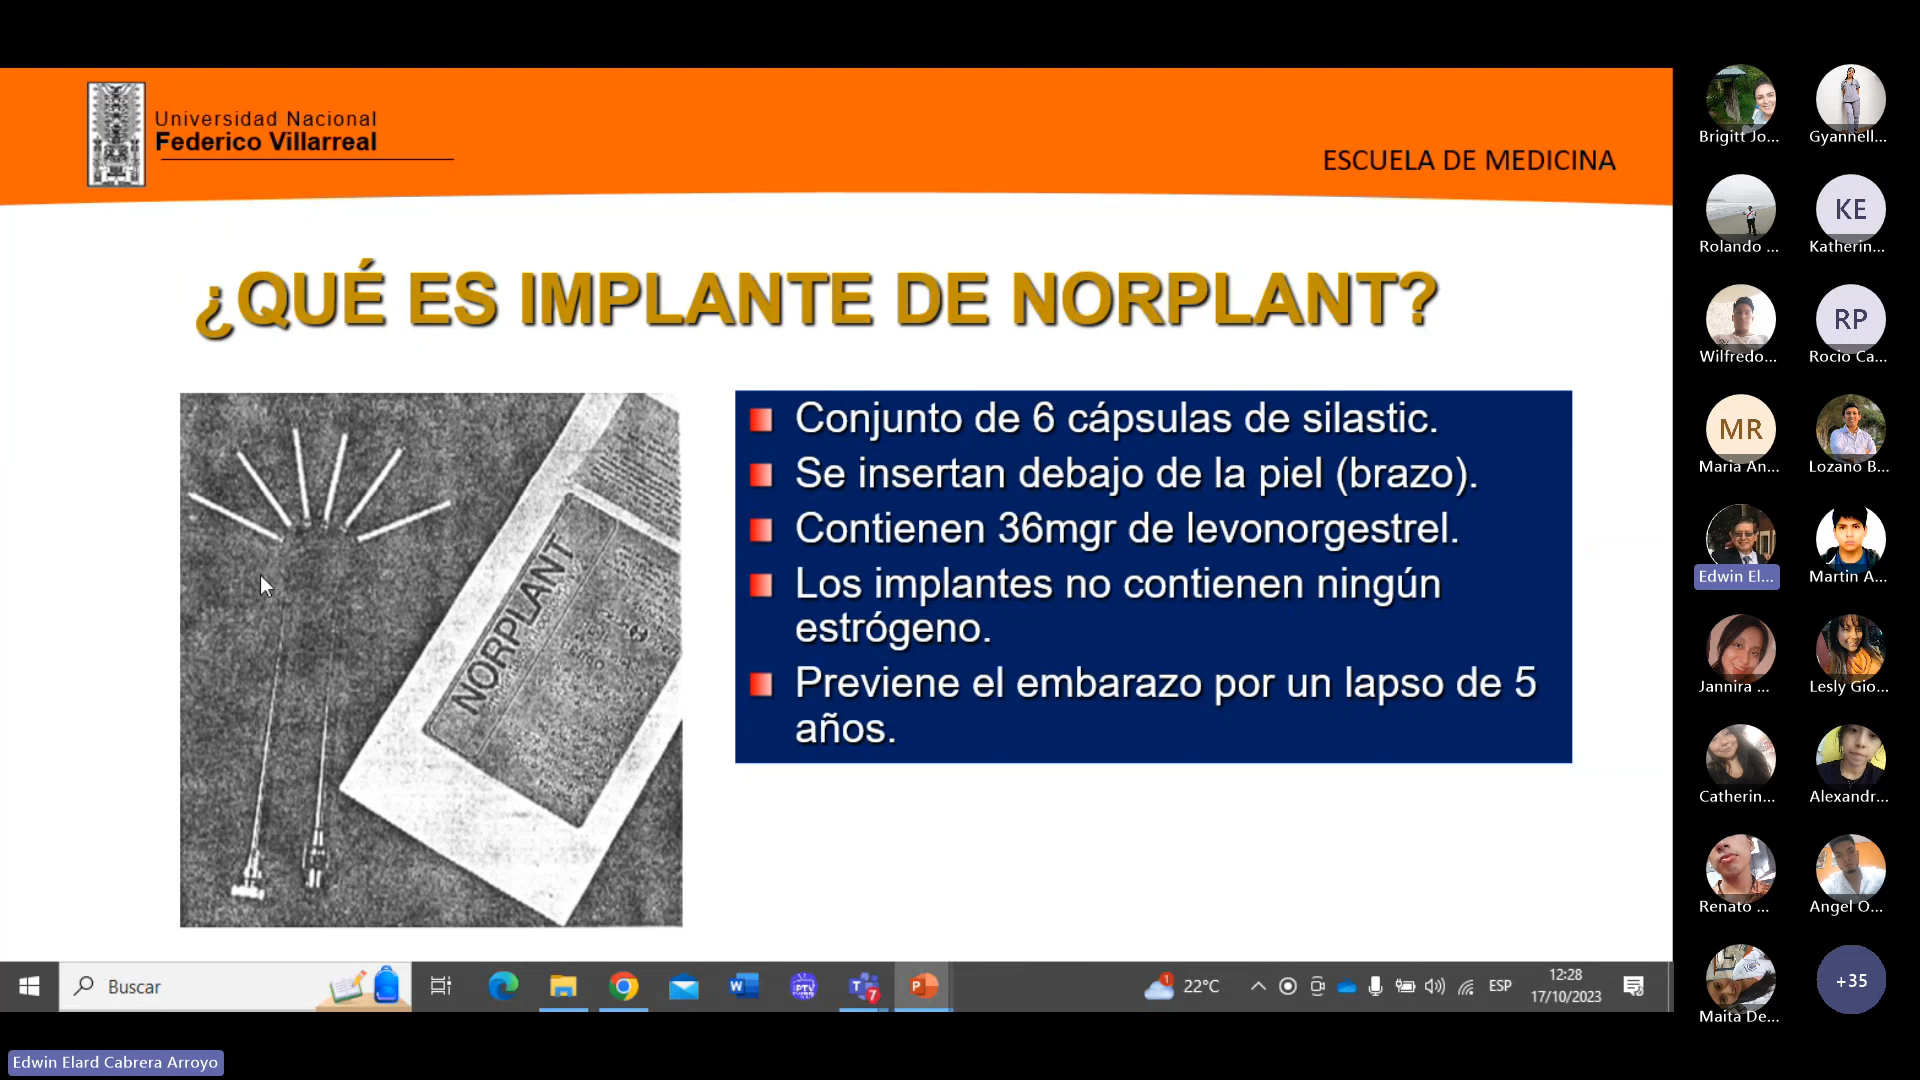 Universidad Nacional
Federico Villarreal
ESCUELA DE MEDICINA
¿QUÉ ES IMPLANTE DE NORPLANT?
NORPLANT
Conjunto de 6 cápsulas de silastic.
Se insertan debajo de la piel (brazo).
Contienen 36mgr de levonorgestrel.
Los implantes no contienen ningún
estrógeno.
Previene el embarazo por un lapso de 5
años.
Buscar
PTV
7
1
22°C
ESP
12:28
17/10/2023
Edwin Elard Cabrera Arroyo
Brigitt Jo...
Gyannell...
Rolando ...
KE
Katherin...
Wilfredo...
RP
Rocio Ca...
MR
Maria An...
Lozano B...
Edwin El...
Martin A...
Jannira ...
Lesly Gio...
Catherin...
Alexandr...
Renato ...
Angel O...
Maita De...
+35